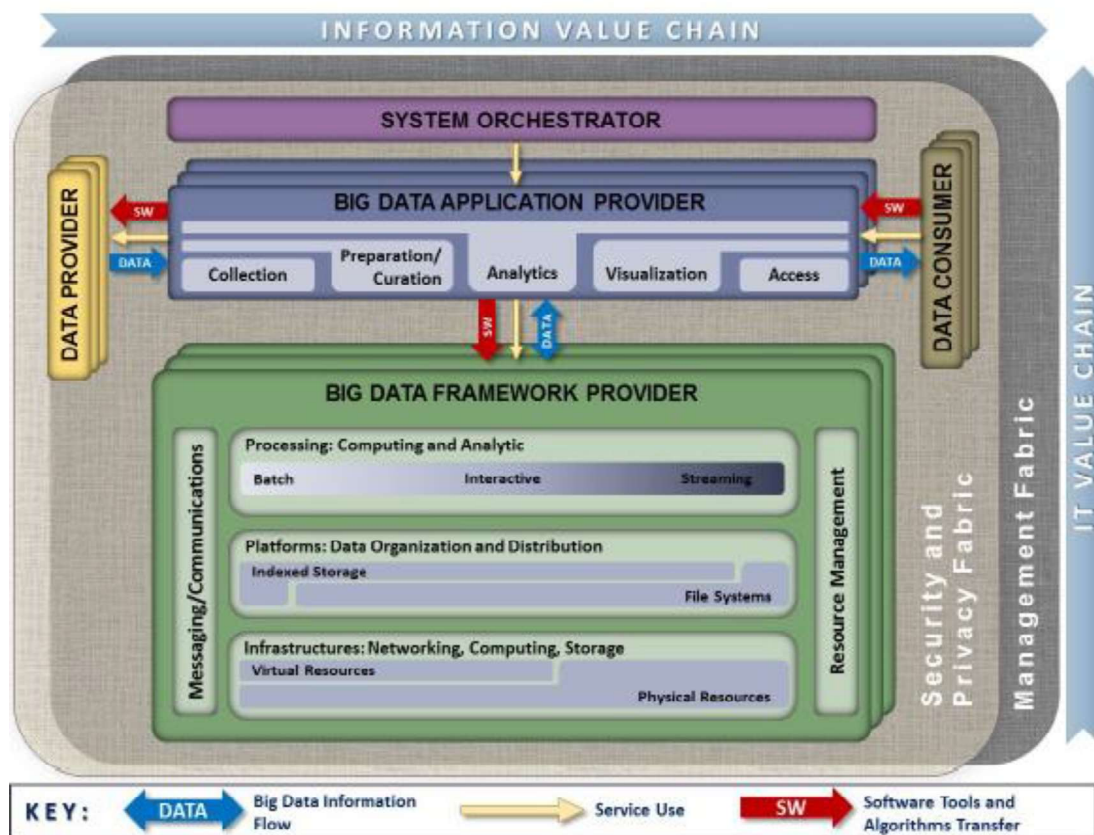 INFORMATION VALUE CHAIN
SYSTEM ORCHESTRATOR
DATA PROVIDER
SW
DATA
BIG DATA APPLICATION PROVIDER
Collection
Preparation/
Curation
Analytics
Visualization
Access
SW
DATA
DATA CONSUMER
SW
DATA
BIG DATA FRAMEWORK PROVIDER
Messaging/Communications
Processing: Computing and Analytic
Batch
Interactive
Streaming
Platforms: Data Organization and Distribution
Indexed Storage
File Systems
Infrastructures: Networking, Computing, Storage
Virtual Resources
Physical Resources
Resource Management
Security and
Privacy Fabric
Management Fabric
IT VALUE CHAIN
KEY:
DATA
Big Data Information
Flow
Service Use
SW
Software Tools and
Algorithms Transfer